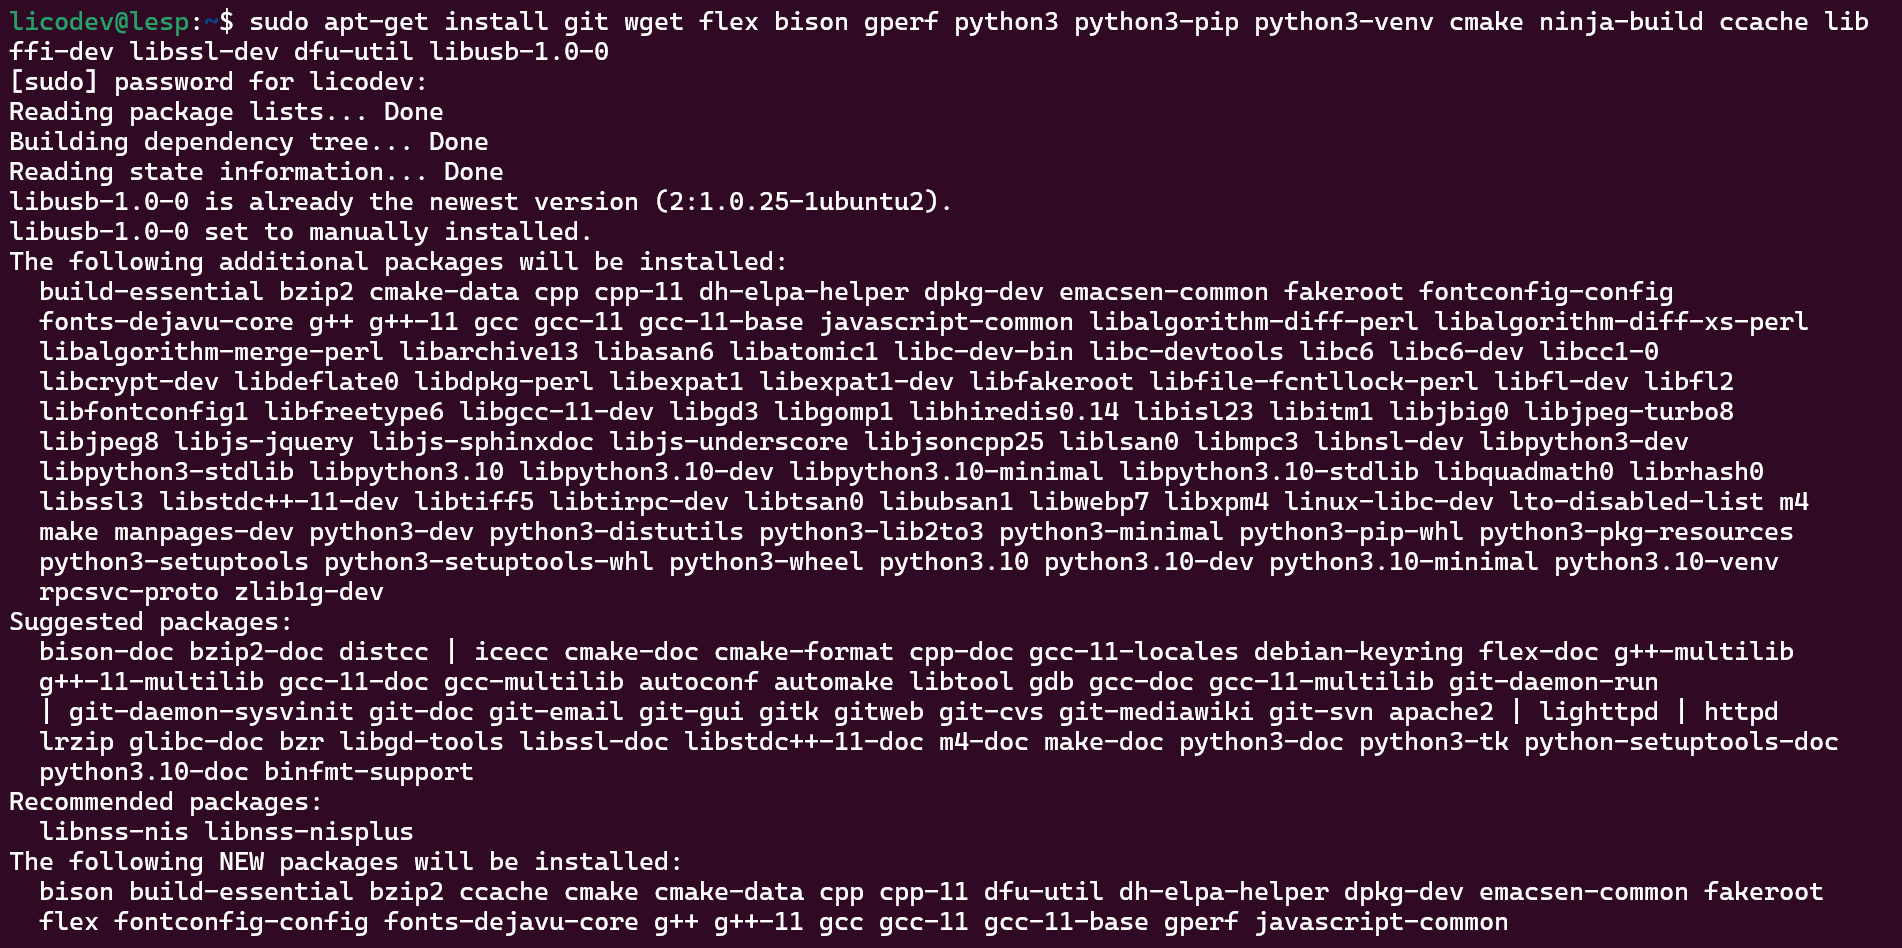 licodev@lesp:~$ sudo apt-get install git wget flex bison gperf python3 python3-pip python3-venv cmake ninja-build ccache lib
ffi-dev libssl-dev dfu-util libusb-1.0-0
[sudo] password for licodev:
Reading package lists... Done
Building dependency tree... Done
Reading state information... Done
libusb-1.0-0 is already the newest version (2:1.0.25-1ubuntu2).
libusb-1.0-0 set to manually installed.
The following additional packages will be installed:
  build-essential bzip2 cmake-data cpp cpp-11 dh-elpa-helper dpkg-dev emacsen-common fakeroot fontconfig-config
  fonts-dejavu-core g++ g++-11 gcc gcc-11 gcc-11-base javascript-common libalgorithm-diff-perl libalgorithm-diff-xs-perl
  libalgorithm-merge-perl libarchive13 libasan6 libatomic1 libc-dev-bin libc-devtools libc6 libc6-dev libcc1-0
  libcrypt-dev libdeflate0 libdpkg-perl libexpat1 libexpat1-dev libfakeroot libfile-fcntllock-perl libfl-dev libfl2
  libfontconfig1 libfreetype6 libgcc-11-dev libgd3 libgomp1 libhiredis0.14 libisl23 libitm1 libjbig0 libjpeg-turbo8
  libjpeg8 libjs-jquery libjs-sphinxdoc libjs-underscore libjsoncpp25 liblsan0 libmpc3 libnsl-dev libpython3-dev
  libpython3-stdlib libpython3.10 libpython3.10-dev libpython3.10-minimal libpython3.10-stdlib libquadmath0 librhash0
  libssl3 libstdc++-11-dev libtiff5 libtirpc-dev libtsan0 libubsan1 libwebp7 libxpm4 linux-libc-dev lto-disabled-list m4
  make manpages-dev python3-dev python3-distutils python3-lib2to3 python3-minimal python3-pip-whl python3-pkg-resources
  python3-setuptools python3-setuptools-whl python3-wheel python3.10 python3.10-dev python3.10-minimal python3.10-venv
  rpcsvc-proto zlib1g-dev
Suggested packages:
  bison-doc bzip2-doc distcc | icecc cmake-doc cmake-format cpp-doc gcc-11-locales debian-keyring flex-doc g++-multilib
  g++-11-multilib gcc-11-doc gcc-multilib autoconf automake libtool gdb gcc-doc gcc-11-multilib git-daemon-run
  | git-daemon-sysvinit git-doc git-email git-gui gitk gitweb git-cvs git-mediawiki git-svn apache2 | lighttpd | httpd
  lrzip glibc-doc bzr libgd-tools libssl-doc libstdc++-11-doc m4-doc make-doc python3-doc python3-tk python-setuptools-doc
  python3.10-doc binfmt-support
Recommended packages:
  libnss-nis libnss-nisplus
The following NEW packages will be installed:
  bison build-essential bzip2 ccache cmake cmake-data cpp cpp-11 dfu-util dh-elpa-helper dpkg-dev emacsen-common fakeroot
  flex fontconfig-config fonts-dejavu-core g++ g++-11 gcc gcc-11 gcc-11-base gperf javascript-common